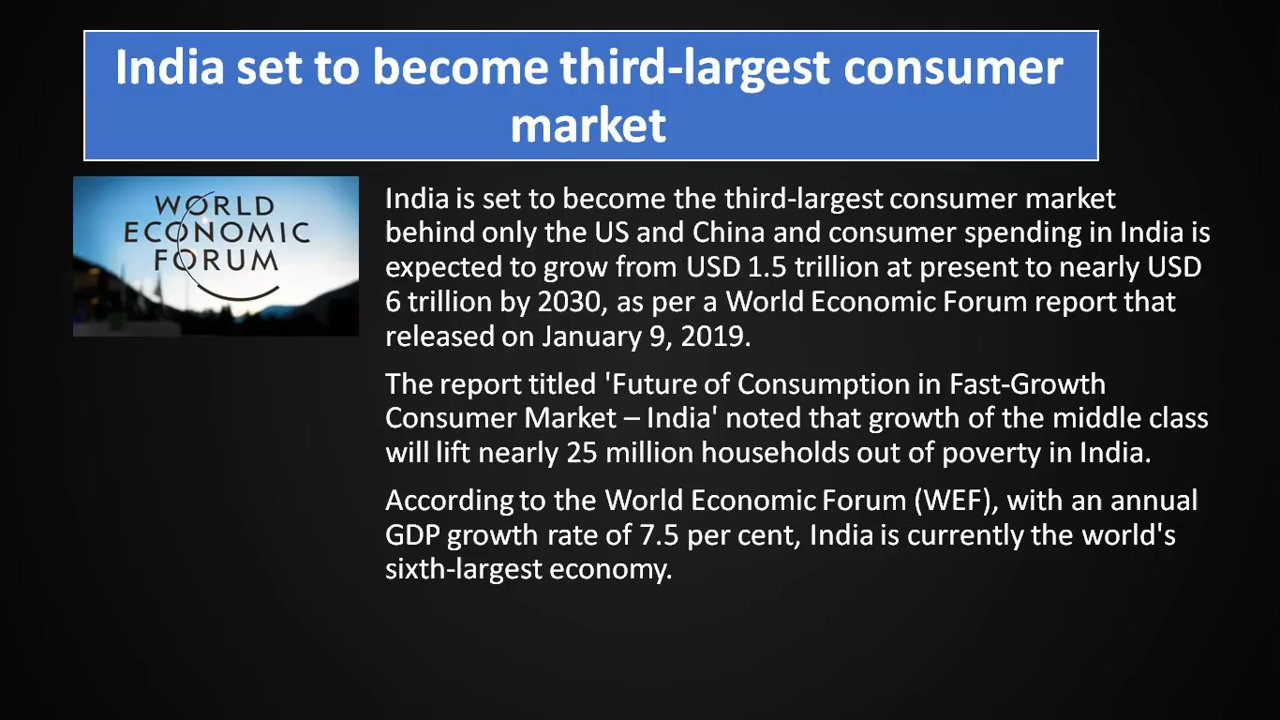 India set to become third-largest consumer
market
WORLD
ECONOMIC
FORUM
India is set to become the third-largest consumer market
behind only the US and China and consumer spending in India is
expected to grow from USD 1.5 trillion at present to nearly USD
6 trillion by 2030, as per a World Economic Forum report that
released on January 9, 2019.
The report titled 'Future of Consumption in Fast-Growth
Consumer Market – India' noted that growth of the middle class
will lift nearly 25 million households out of poverty in India.
According to the World Economic Forum (WEF), with an annual
GDP growth rate of 7.5 per cent, India is currently the world's
sixth-largest economy.